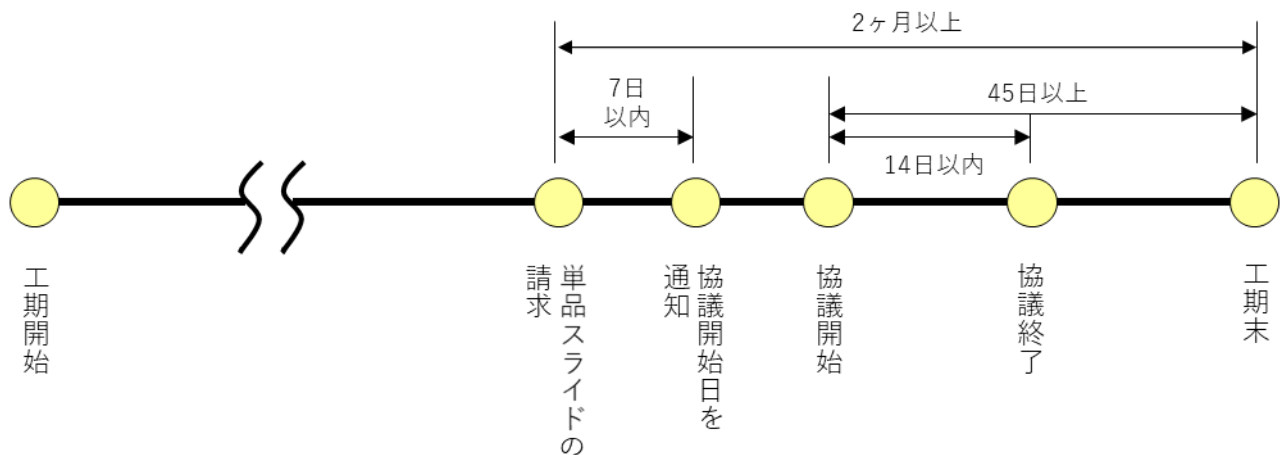 2ヶ月以上
7日
以内
45日以上
14日以内
工期開始
単品スライドの
請求
協議開始日を
通知
協議開始
協議終了
工期末